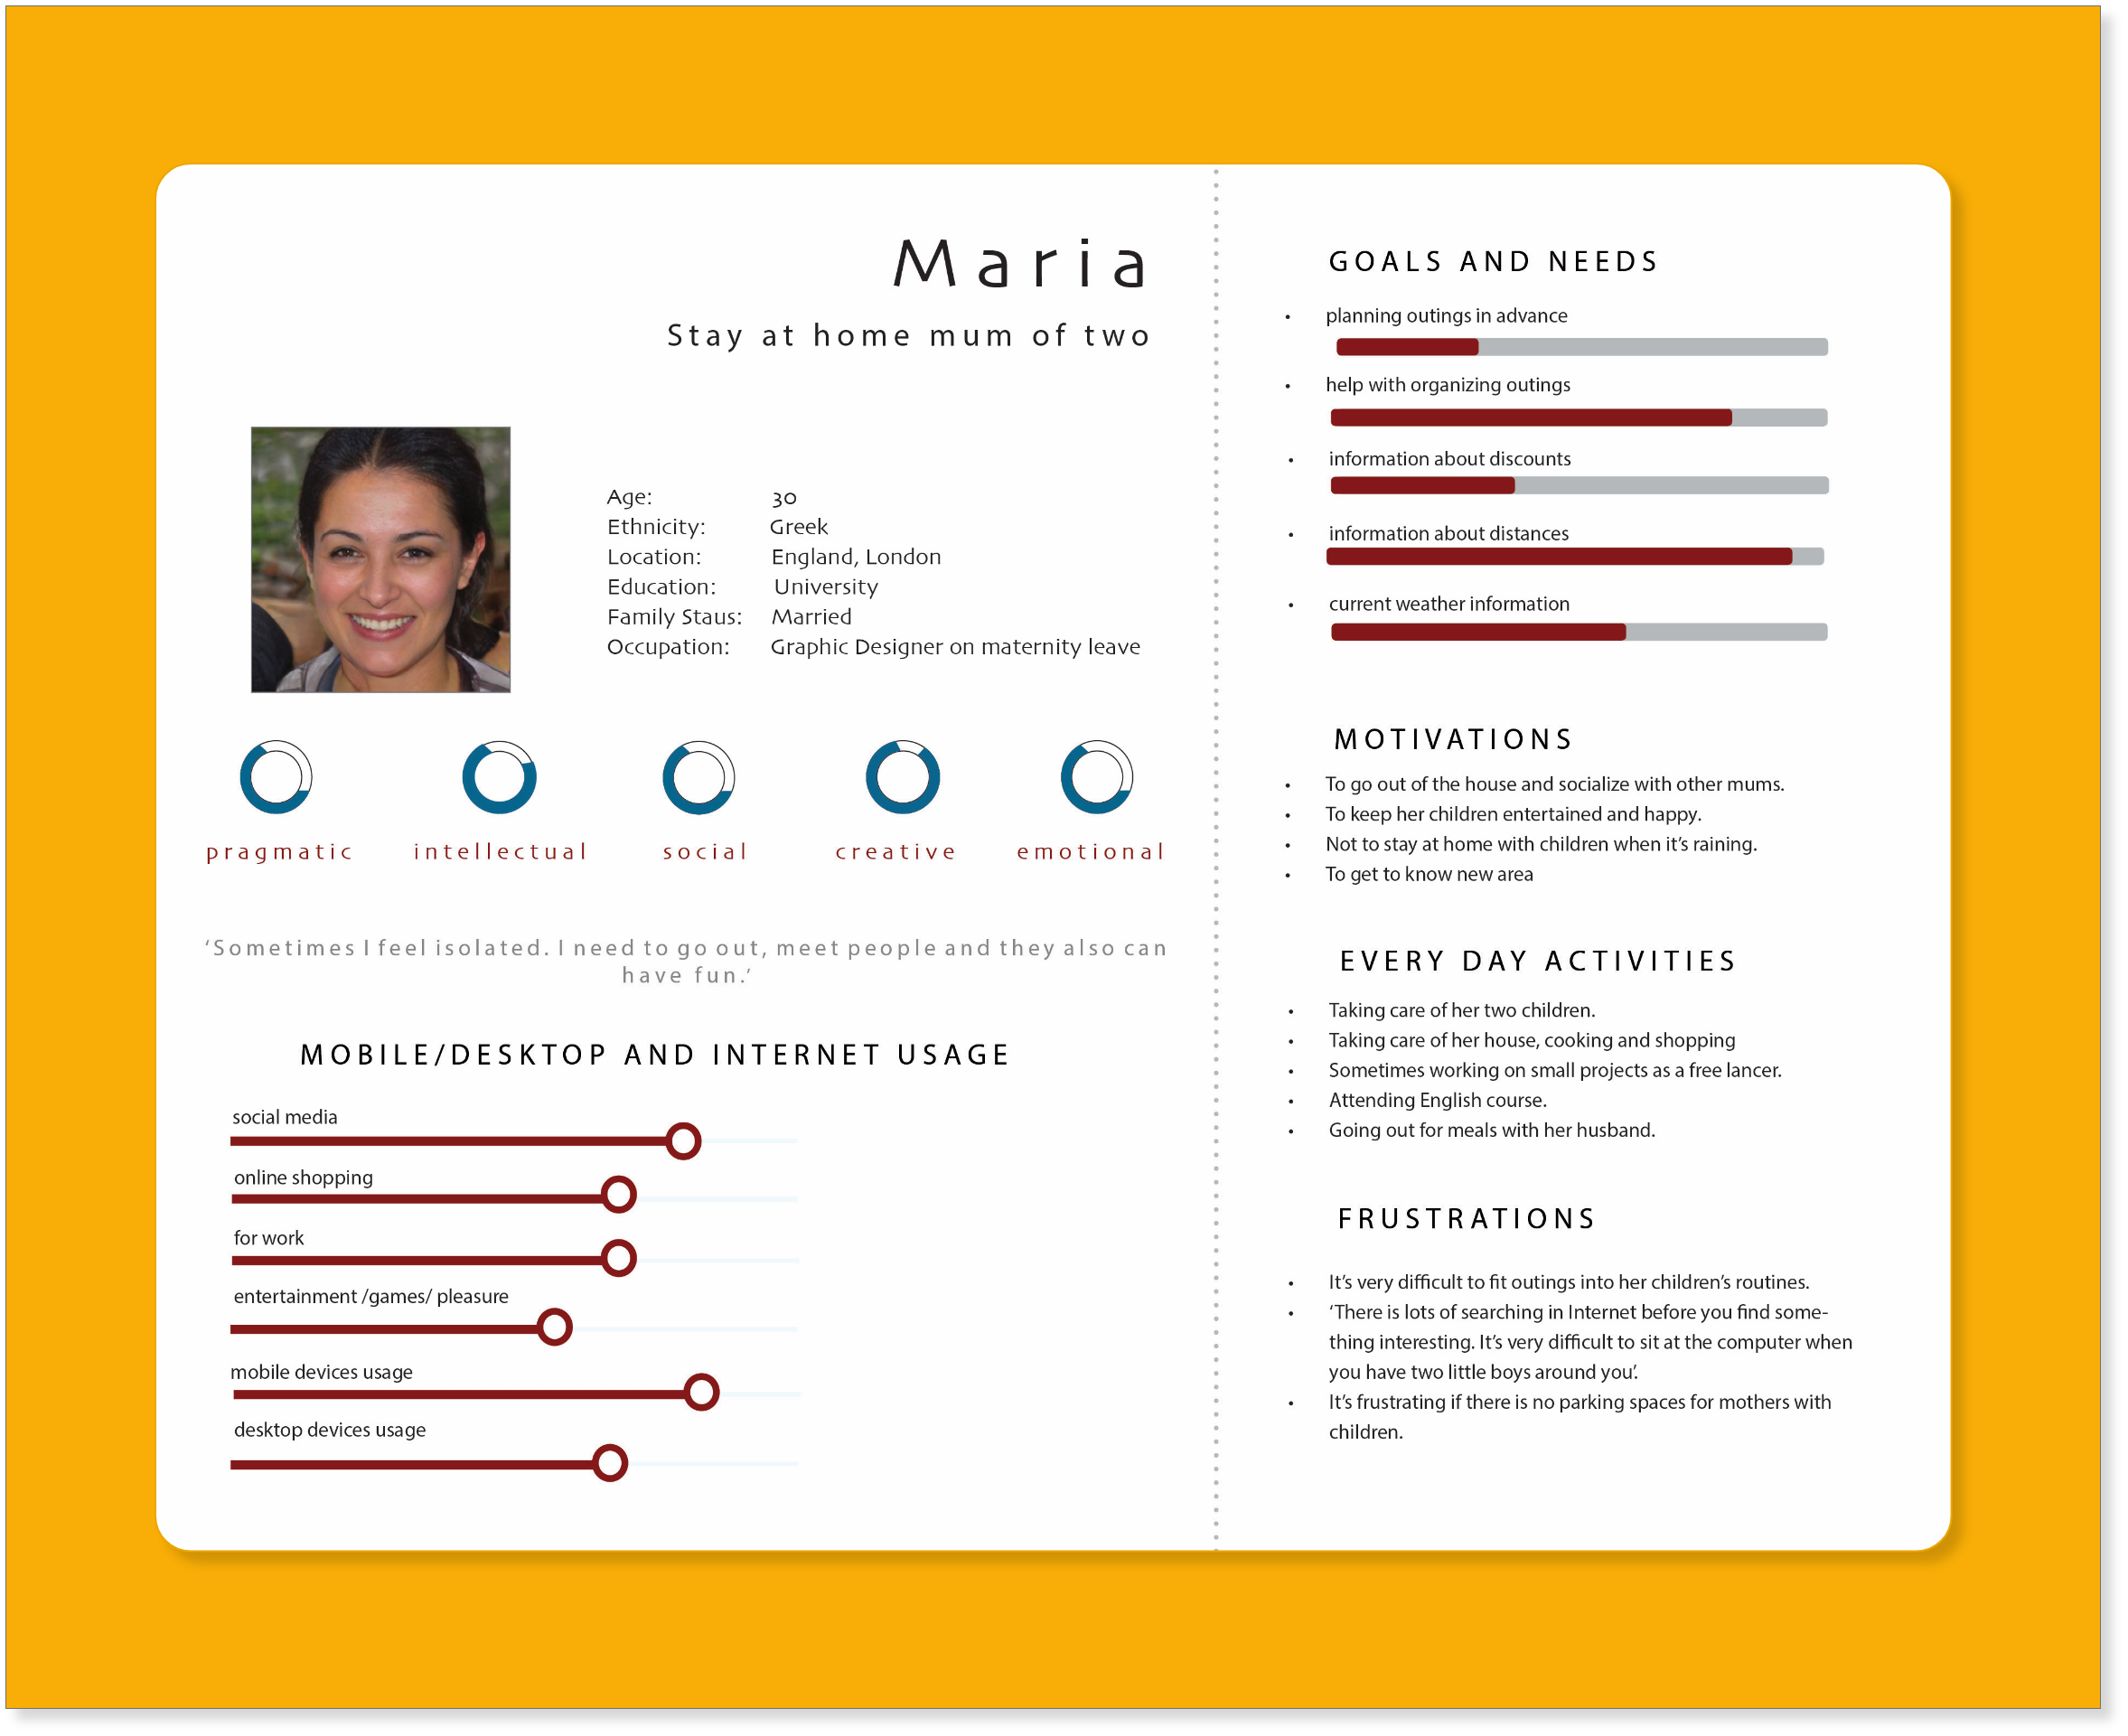 Maria
Stay at home mum of two
Age: 30
Ethnicity: Greek
Location: England, London
Education: University
Family Staus: Married
Occupation: Graphic Designer on maternity leave
pragmatic intellectual social creative emotional
‘Sometimes I feel isolated. I need to go out, meet people and they also can
have fun.’
MOBILE/DESKTOP AND INTERNET USAGE
social media
online shopping
for work
entertainment /games/ pleasure
mobile devices usage
desktop devices usage
GOALS AND NEEDS
• planning outings in advance
• help with organizing outings
• information about discounts
• information about distances
• current weather information
MOTIVATIONS
• To go out of the house and socialize with other mums.
• To keep her children entertained and happy.
• Not to stay at home with children when it’s raining.
• To get to know new area
EVERY DAY ACTIVITIES
• Taking care of her two children.
• Taking care of her house, cooking and shopping
• Sometimes working on small projects as a free lancer.
• Attending English course.
• Going out for meals with her husband.
FRUSTRATIONS
• It’s very difficult to fit outings into her children’s routines.
• ‘There is lots of searching in Internet before you find some-
thing interesting. It’s very difficult to sit at the computer when
you have two little boys around you’.
• It’s frustrating if there is no parking spaces for mothers with
children.